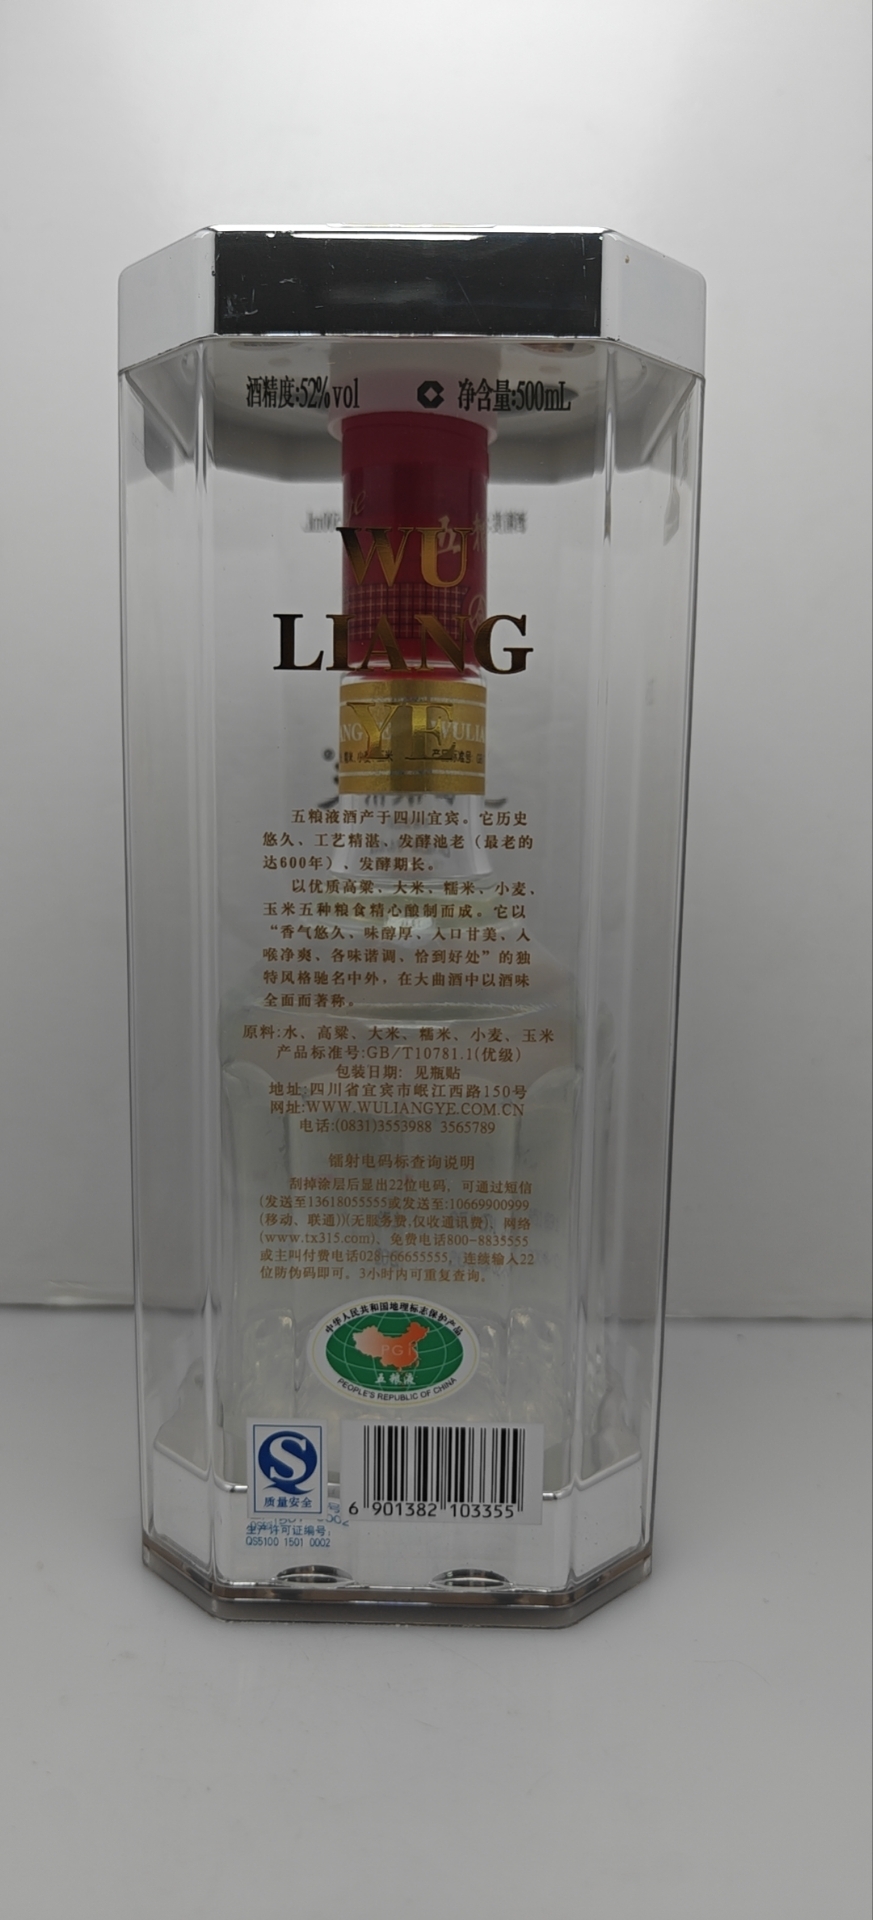 酒精度:52%vol
净含量:500mL
WU
LIANG
YE
五粮液酒产于四川宜宾。它历史
悠久、工艺精湛、发酵池老（最老的
达600年）、发酵期长。
以优质高粱、大米、糯米、小麦、
玉米五种粮食精心酿制而成。它以
“香气悠久、味醇厚、入口甘美、入
喉净爽、各味谐调、恰到好处”的独
特风格驰名中外，在大曲酒中以酒味
全面而著称。
原料:水、高粱、大米、糯米、小麦、玉米
产品标准号:GB/T10781.1(优级)
包装日期: 见瓶贴
地址:四川省宜宾市岷江西路150号
网址:WWW.WULIANGYE.COM.CN
电话:(0831)3553988 3565789
镭射电码标查询说明
刮掉涂层后显出22位电码，可通过短信
(发送至13618055555或发送至:10669900999
(移动、联通))(无服务费,仅收通讯费)、网络
(www.tx315.com)、免费电话800-8835555
或主叫付费电话028-66655555，连续输入22
位防伪码即可。3小时内可重复查询。
中华人民共和国地理标志保护产品
PGI
五粮液
PEOPLE'S REPUBLIC OF CHINA
质量安全
生产许可证编号:
QS5100 1501 0002
6 901382 103355